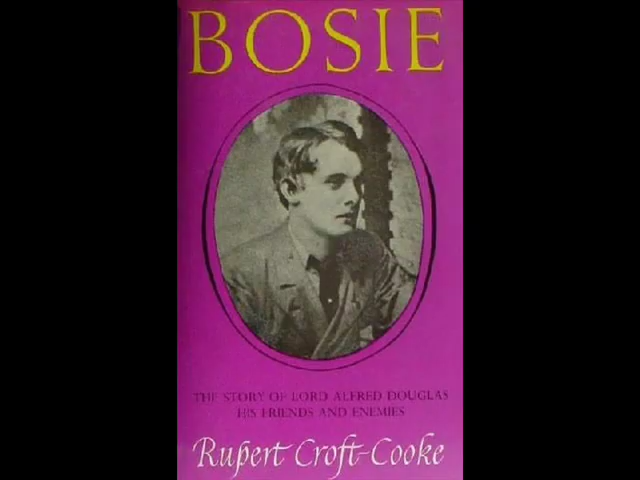 BOSIE
THE STORY OF LORD ALFRED DOUGLAS
HIS FRIENDS AND ENEMIES
Rupert Croft-Cooke